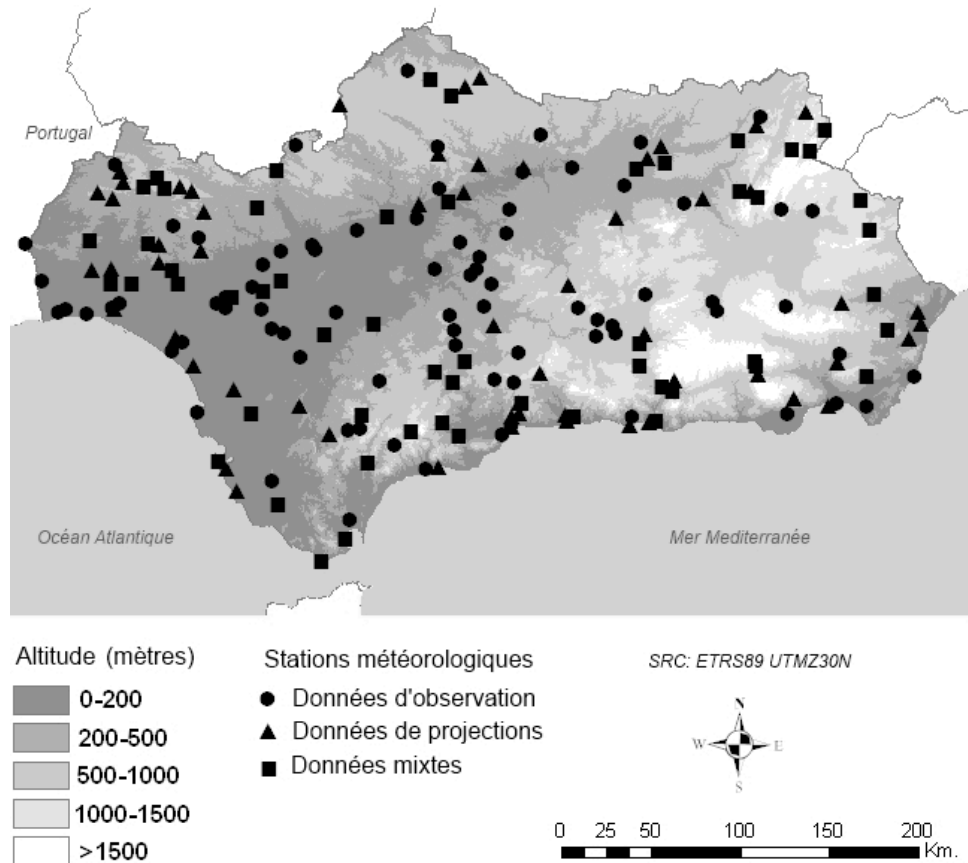 Portugal
Océan Atlantique
Mer Mediterranée
Altitude (mètres)
0-200
200-500
500-1000
1000-1500
>1500
Stations météorologiques
Données d'observation
Données de projections
Données mixtes
SRC: ETRS89 UTMZ30N
N
W E
S
0 25 50 100 150 200
Km.